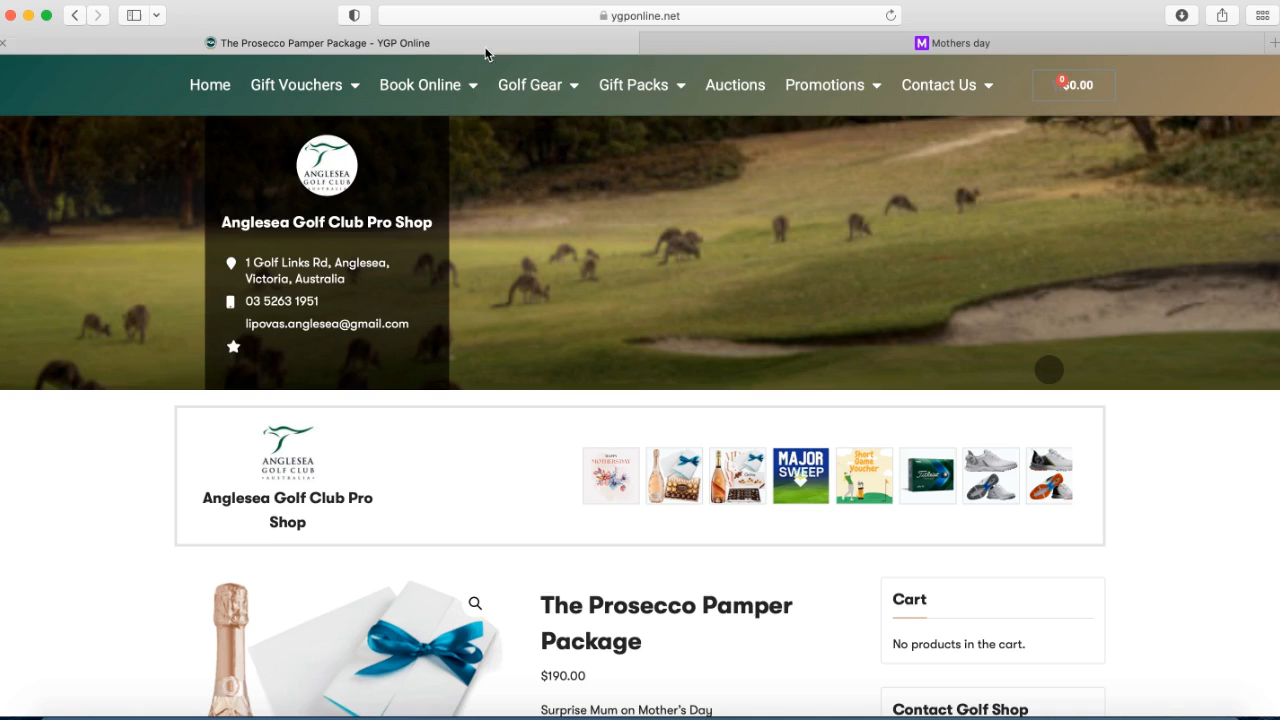 ygponline.net
The Prosecco Pamper Package - YGP Online
M Mothers day
Home Gift Vouchers Book Online Golf Gear Gift Packs Auctions Promotions Contact Us 0 $0.00
ANGLESEA
GOLF CLUB
AUSTRALIA
Anglesea Golf Club Pro Shop
1 Golf Links Rd, Anglesea,
Victoria, Australia
03 5263 1951
lipovas.anglesea@gmail.com
ANGLESEA
GOLF CLUB
AUSTRALIA
Anglesea Golf Club Pro
Shop
MOTHERSDAY
MAJOR
SWEEP
Short
Game
Voucher
Titleist
The Prosecco Pamper
Package
$190.00
Surprise Mum on Mother's Day
Cart
No products in the cart.
Contact Golf Shop